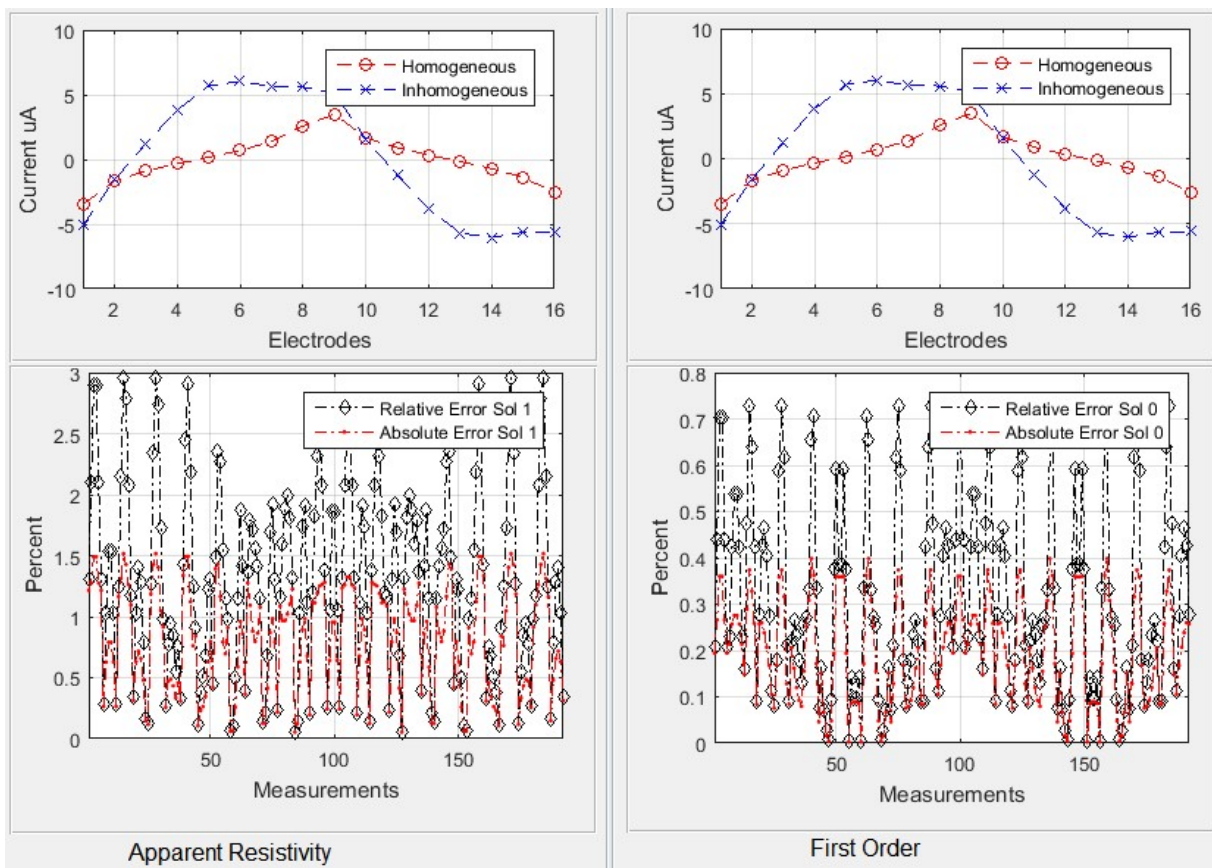 10
5
0
-5
-10
Current uA
Homogeneous
Inhomogeneous
2 4 6 8 10 12 14 16
Electrodes
10
5
0
-5
-10
Current uA
Homogeneous
Inhomogeneous
2 4 6 8 10 12 14 16
Electrodes
3
2.5
2
1.5
1
0.5
0
Percent
Relative Error Sol 1
Absolute Error Sol 1
50 100 150
Measurements
0.8
0.7
0.6
0.5
0.4
0.3
0.2
0.1
0
Percent
Relative Error Sol 0
Absolute Error Sol 0
50 100 150
Measurements
Apparent Resistivity
First Order